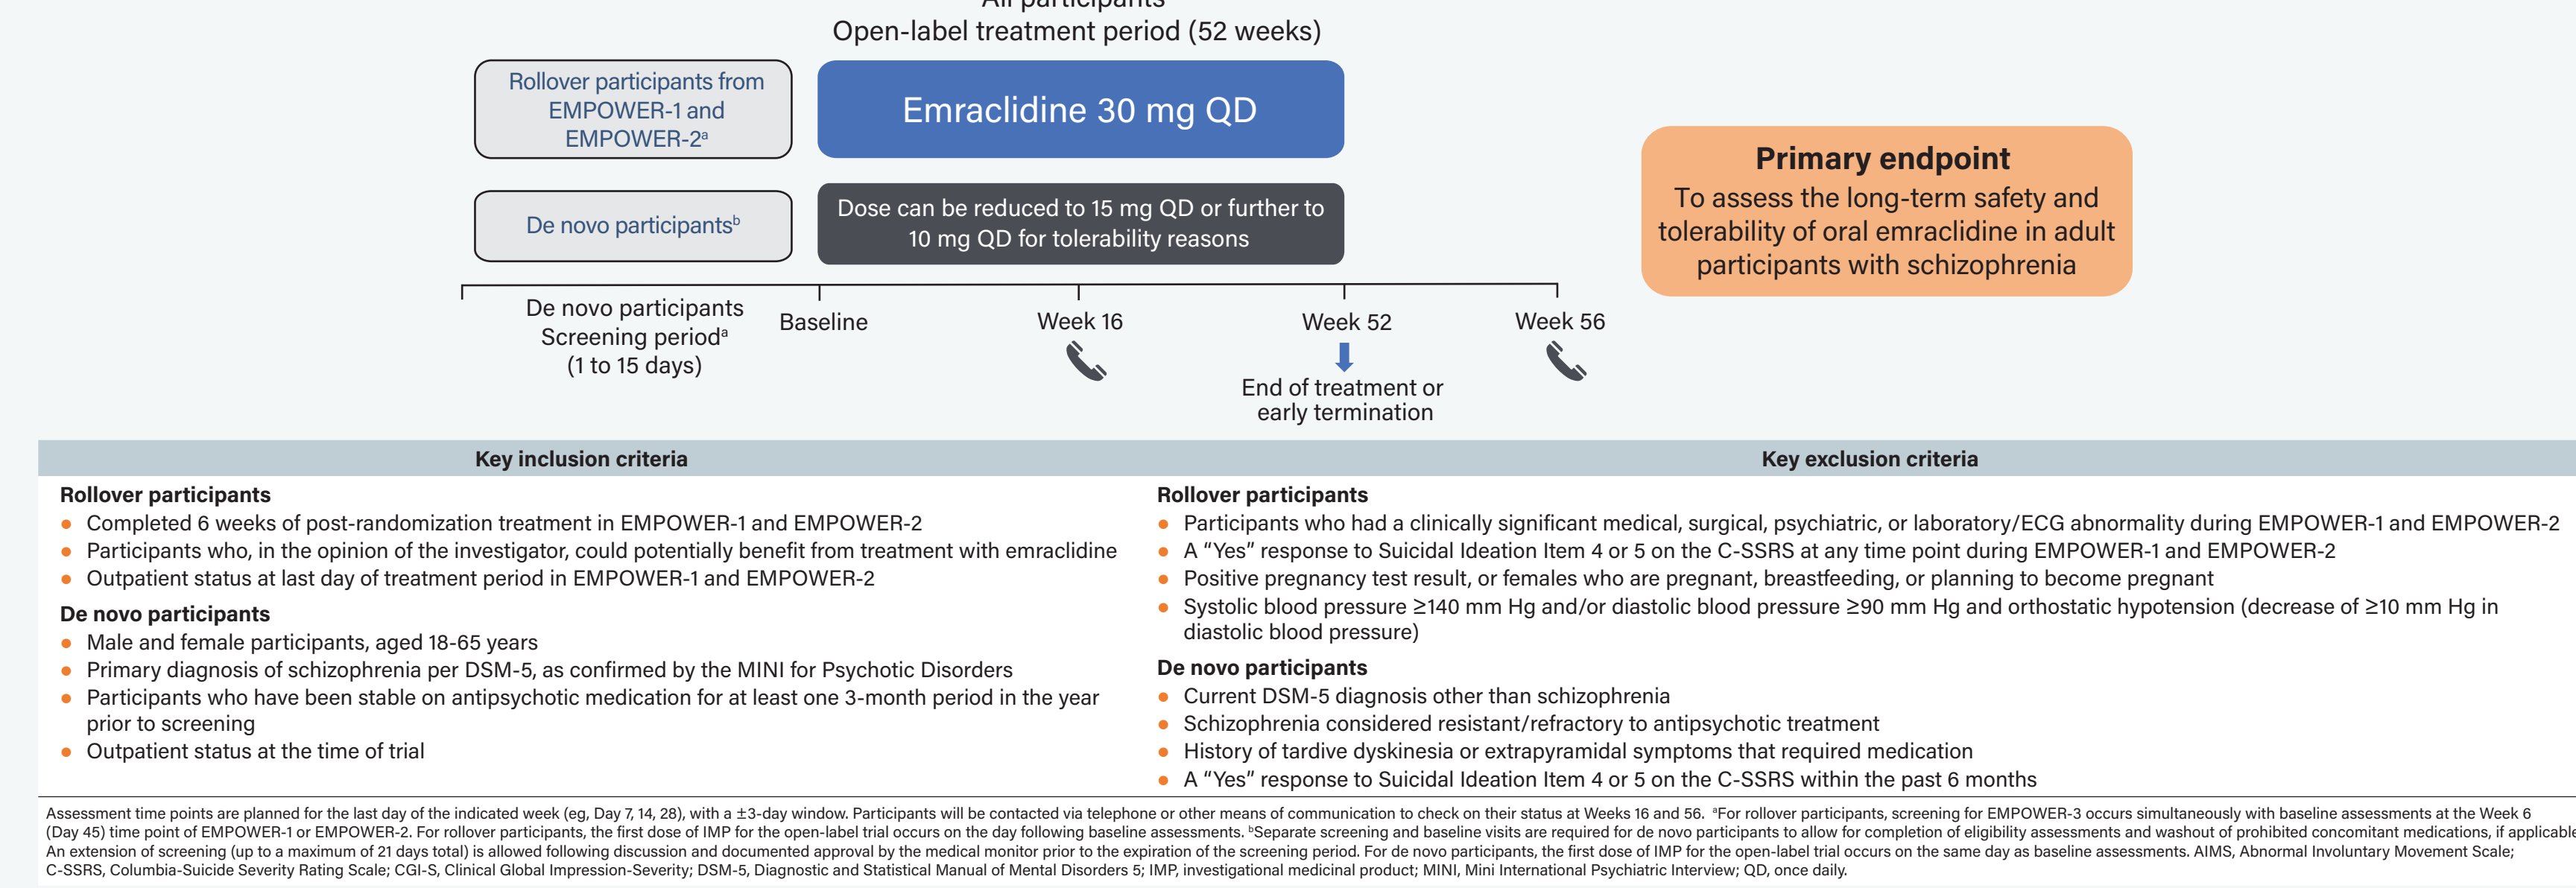 All participants
Open-label treatment period (52 weeks)
Rollover participants from
EMPOWER-1 and
EMPOWER-2ᵃ
Emraclidine 30 mg QD
De novo participantsᵇ
Dose can be reduced to 15 mg QD or further to
10 mg QD for tolerability reasons
Primary endpoint
To assess the long-term safety and
tolerability of oral emraclidine in adult
participants with schizophrenia
De novo participants
Screening periodᵃ
(1 to 15 days)
Baseline
Week 16
Week 52
Week 56
End of treatment or
early termination
Key inclusion criteria
Rollover participants
● Completed 6 weeks of post-randomization treatment in EMPOWER-1 and EMPOWER-2
● Participants who, in the opinion of the investigator, could potentially benefit from treatment with emraclidine
● Outpatient status at last day of treatment period in EMPOWER-1 and EMPOWER-2
De novo participants
● Male and female participants, aged 18-65 years
● Primary diagnosis of schizophrenia per DSM-5, as confirmed by the MINI for Psychotic Disorders
● Participants who have been stable on antipsychotic medication for at least one 3-month period in the year
prior to screening
● Outpatient status at the time of trial
Key exclusion criteria
Rollover participants
● Participants who had a clinically significant medical, surgical, psychiatric, or laboratory/ECG abnormality during EMPOWER-1 and EMPOWER-2
● A “Yes” response to Suicidal Ideation Item 4 or 5 on the C-SSRS at any time point during EMPOWER-1 and EMPOWER-2
● Positive pregnancy test result, or females who are pregnant, breastfeeding, or planning to become pregnant
● Systolic blood pressure ≥140 mm Hg and/or diastolic blood pressure ≥90 mm Hg and orthostatic hypotension (decrease of ≥10 mm Hg in
diastolic blood pressure)
De novo participants
● Current DSM-5 diagnosis other than schizophrenia
● Schizophrenia considered resistant/refractory to antipsychotic treatment
● History of tardive dyskinesia or extrapyramidal symptoms that required medication
● A “Yes” response to Suicidal Ideation Item 4 or 5 on the C-SSRS within the past 6 months
Assessment time points are planned for the last day of the indicated week (eg, Day 7, 14, 28), with a ±3-day window. Participants will be contacted via telephone or other means of communication to check on their status at Weeks 16 and 56. ᵃFor rollover participants, screening for EMPOWER-3 occurs simultaneously with baseline assessments at the Week 6
(Day 45) time point of EMPOWER-1 or EMPOWER-2. For rollover participants, the first dose of IMP for the open-label trial occurs on the day following baseline assessments. ᵇSeparate screening and baseline visits are required for de novo participants to allow for completion of eligibility assessments and washout of prohibited concomitant medications, if applicable
An extension of screening (up to a maximum of 21 days total) is allowed following discussion and documented approval by the medical monitor prior to the expiration of the screening period. For de novo participants, the first dose of IMP for the open-label trial occurs on the same day as baseline assessments. AIMS, Abnormal Involuntary Movement Scale;
C-SSRS, Columbia-Suicide Severity Rating Scale; CGI-S, Clinical Global Impression-Severity; DSM-5, Diagnostic and Statistical Manual of Mental Disorders 5; IMP, investigational medicinal product; MINI, Mini International Psychiatric Interview; QD, once daily.